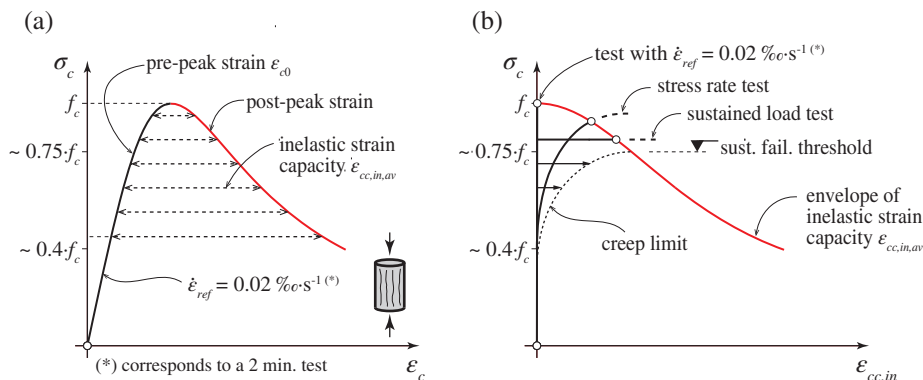 (a)
σc
pre-peak strain εc0
fc
post-peak strain
~ 0.75·fc
inelastic strain
capacity εcc,in,av
~ 0.4·fc
ε̇ref = 0.02 ‰·s-1 (*)
(*) corresponds to a 2 min. test
εc
(b)
σc
test with ε̇ref = 0.02 ‰·s-1 (*)
stress rate test
fc
sustained load test
~ 0.75·fc
sust. fail. threshold
envelope of
inelastic strain
capacity εcc,in,av
creep limit
~ 0.4·fc
εcc,in